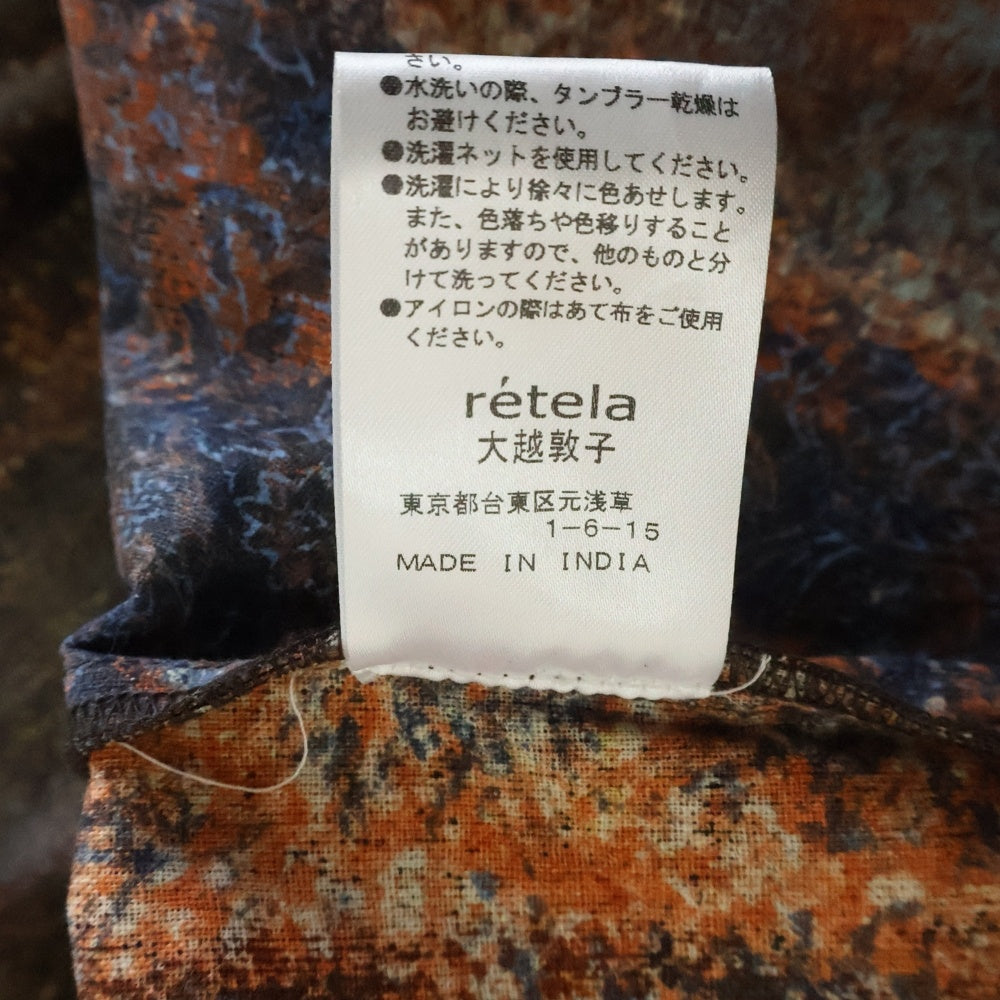 さい。
●水洗いの際、タンブラー乾燥は
お避けください。
●洗濯ネットを使用してください。
●洗濯により徐々に色あせします。
また、色落ちや色移りすること
がありますので、他のものと分
けて洗ってください。
●アイロンの際はあて布をご使用
ください。
rétela
大越敦子
東京都台東区元浅草
1-6-15
MADE IN INDIA